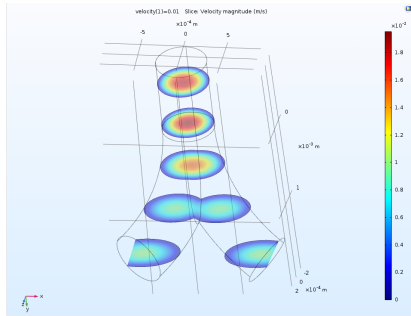 velocity(1)=0.01 Slice: Velocity magnitude (m/s)
×10⁻⁴ m
-5 0 5
×10⁻²
1.8
1.6
1.4
1.2
1
0.8
0.6
0.4
0.2
0
0
×10⁻³ m
1
-2
0
2 ×10⁻⁴ m
x
y